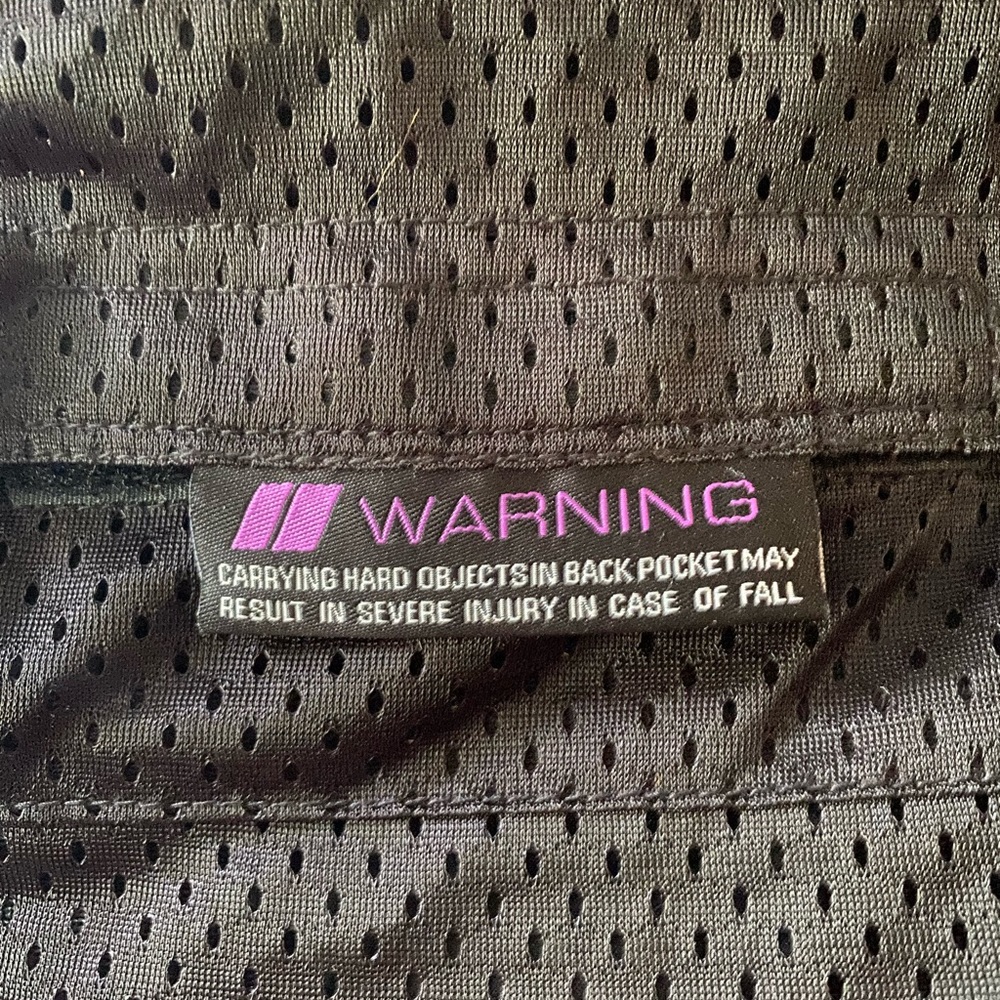 WARNING
CARRYING HARD OBJECTS IN BACK POCKET MAY
RESULT IN SEVERE INJURY IN CASE OF FALL